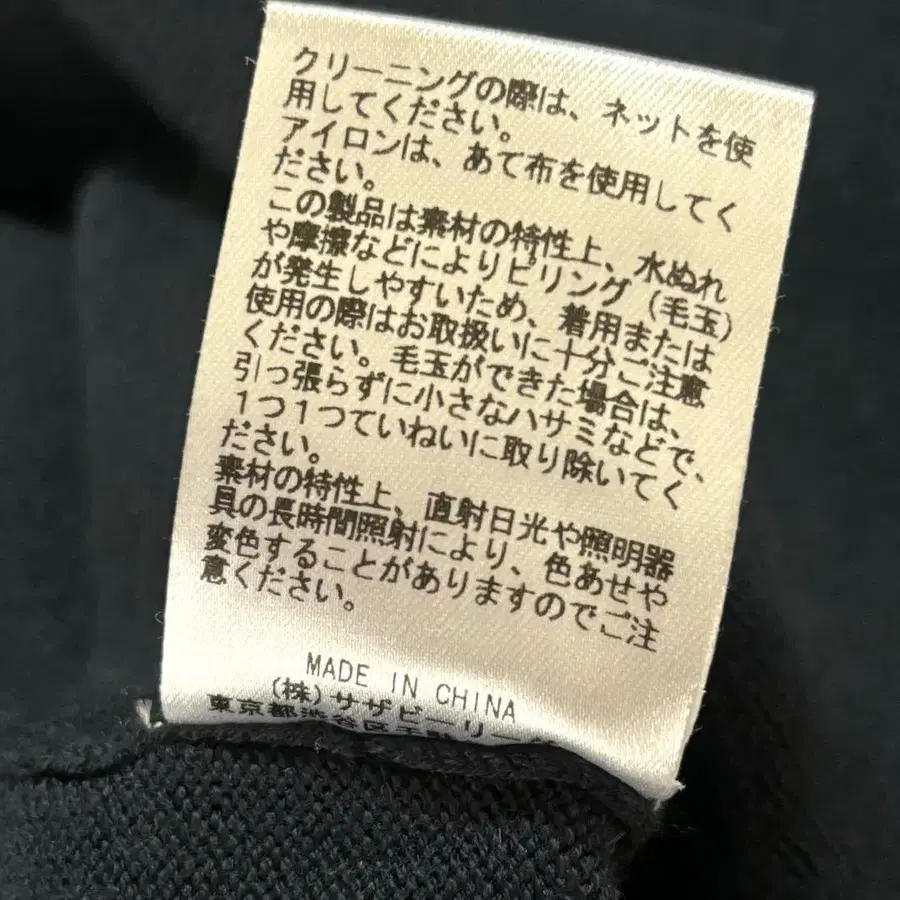 クリーニングの際は、ネットを使
用してください。
アイロンは、あて布を使用してく
ださい。
この製品は素材の特性上、水ぬれ
や摩擦などによりピリング(毛玉)
が発生しやすいため、着用または
使用の際はお取扱いに十分ご注意
ください。毛玉ができた場合は、
引っ張らずに小さなハサミなどで、
1つ1つていねいに取り除いてく
ださい。
素材の特性上、直射日光や照明器
具の長時間照射により、色あせや
変色することがありますのでご注
意ください。
MADE IN CHINA
(株)サザビーリー
東京都渋谷区千